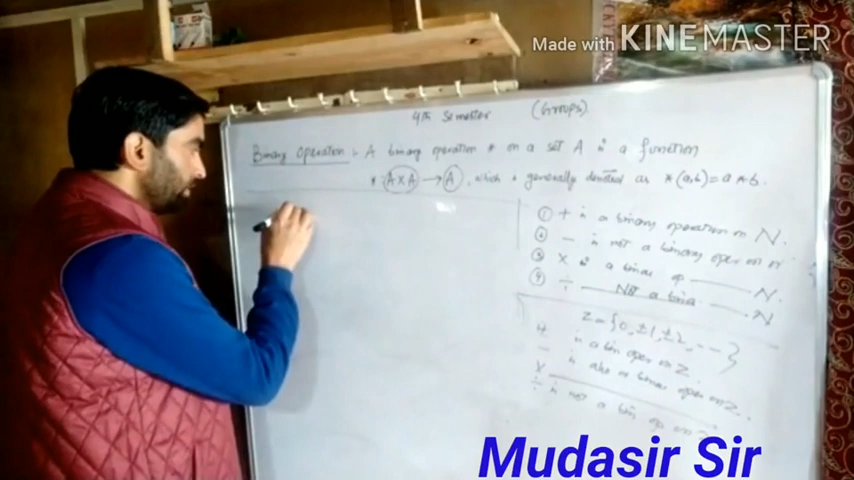 Made with KINEMASTER
4th Semester (Groups).
Binary Operation :- A binary operation * on a set A is a function
* : A X A → A, which is generally denoted as *(a,b) = a * b.
① + is a binary operation on N.
② − is not a binary oper on
③ × is a binary op — N.
④ ÷ — Not a bina — N
Z = {0, ±1, ±2, - - }
+ is a bin oper on Z.
− is also a binary oper on Z.
×
÷ is not a bin op on Z
Mudasir Sir